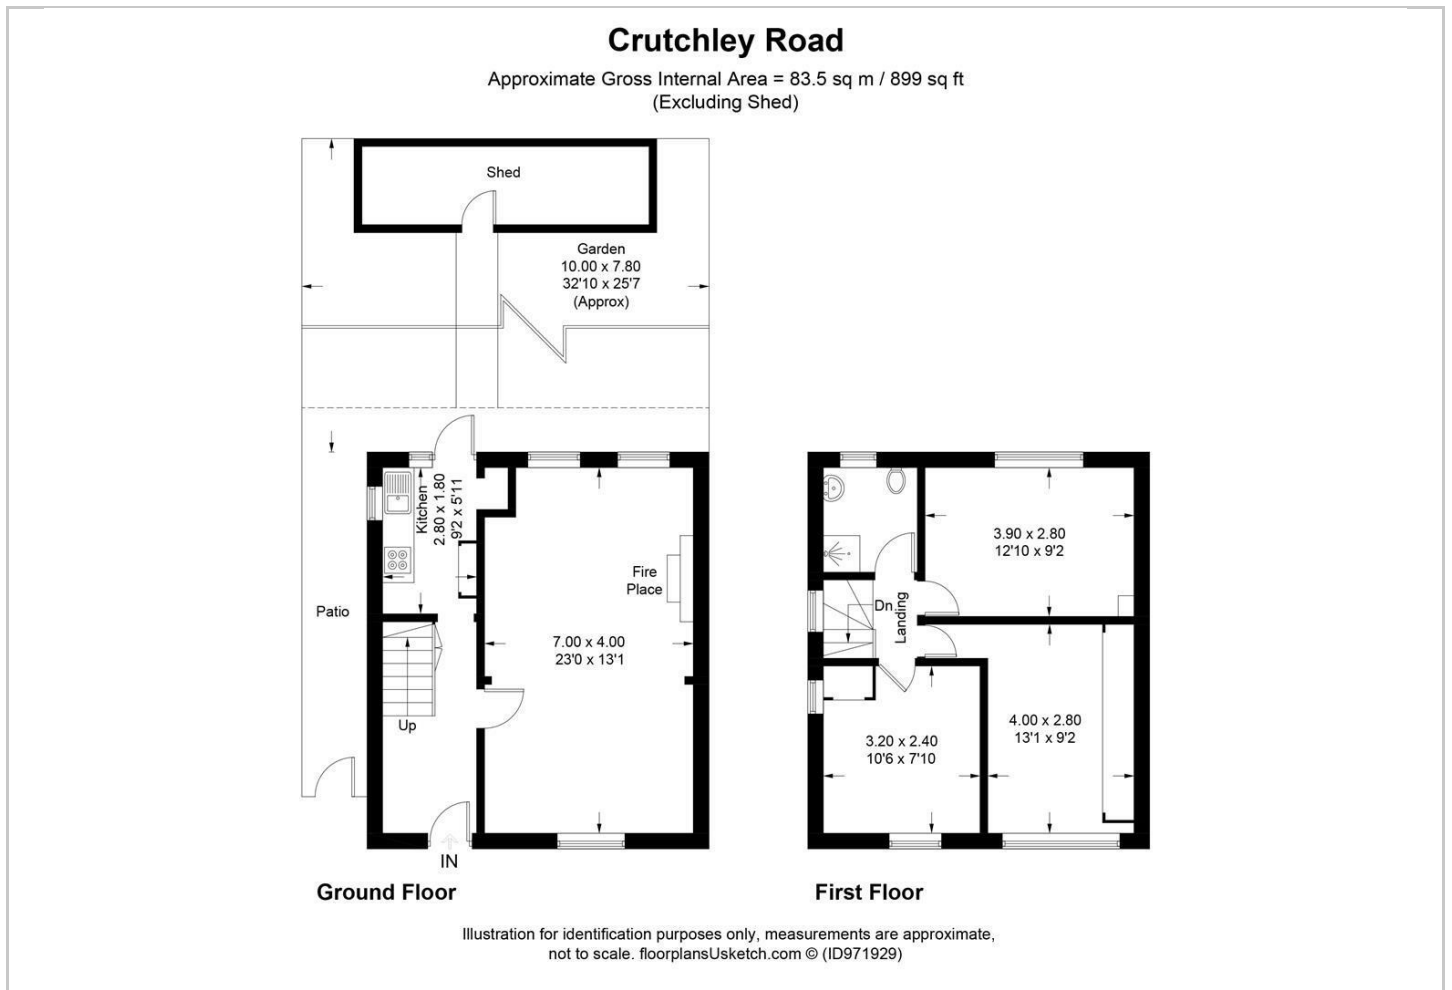 Crutchley Road
Approximate Gross Internal Area = 83.5 sq m / 899 sq ft
(Excluding Shed)
Shed
Garden
10.00 x 7.80
32'10 x 25'7
(Approx)
Kitchen
2.80 x 1.80
9'2 x 5'11
Fire
Place
Patio
7.00 x 4.00
23'0 x 13'1
Up
IN
Ground Floor
3.90 x 2.80
12'10 x 9'2
Dn.
Landing
4.00 x 2.80
13'1 x 9'2
3.20 x 2.40
10'6 x 7'10
First Floor
Illustration for identification purposes only, measurements are approximate,
not to scale. floorplansUsketch.com © (ID971929)